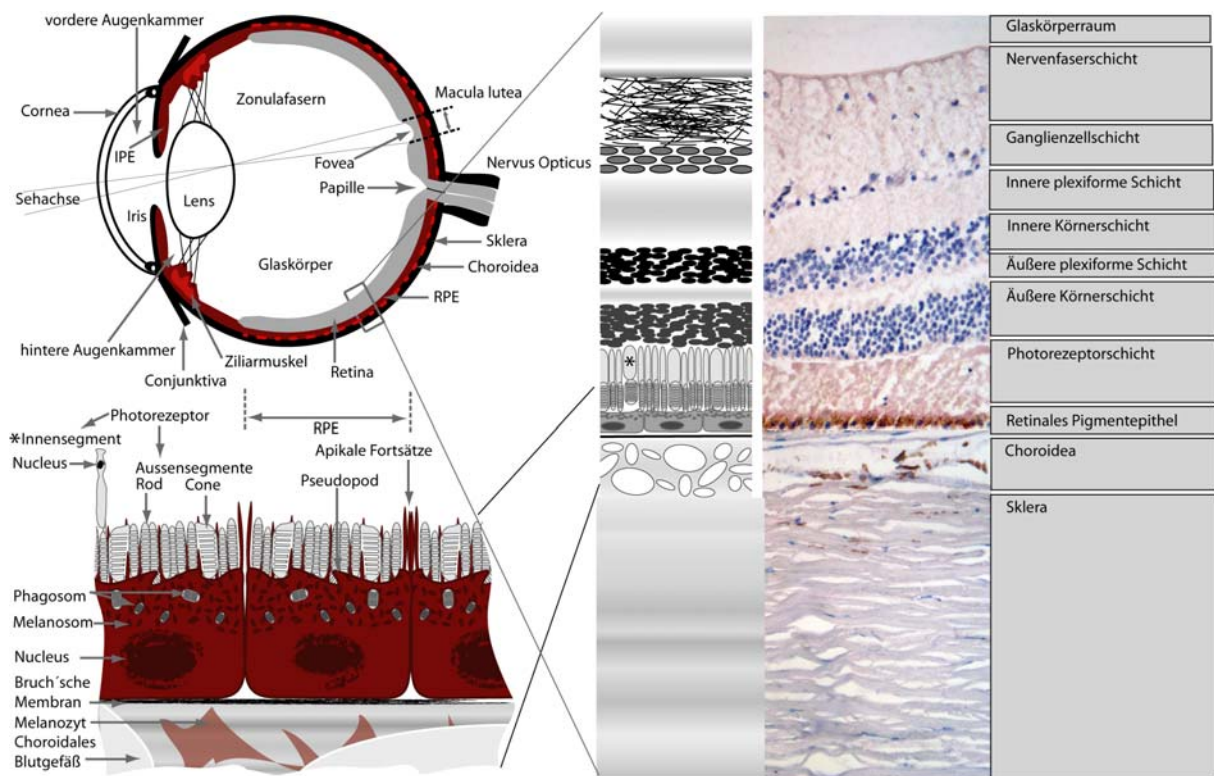 vordere Augenkammer
Cornea
IPE
Zonulafasern
Macula lutea
Fovea
Nervus Opticus
Papille
Sehachse
Iris
Lens
Sklera
Glaskörper
Choroidea
RPE
hintere Augenkammer
Ziliarmuskel
Retina
Conjunktiva
Photorezeptor
RPE
*Innensegment
Apikale Fortsätze
Nucleus
Aussensegmente
Rod
Cone
Pseudopod
Phagosom
Melanosom
Nucleus
Bruch´sche
Membran
Melanozyt
Choroidales
Blutgefäß
*
Glaskörperraum
Nervenfaserschicht
Ganglienzellschicht
Innere plexiforme Schicht
Innere Körnerschicht
Äußere plexiforme Schicht
Äußere Körnerschicht
Photorezeptorschicht
Retinales Pigmentepithel
Choroidea
Sklera